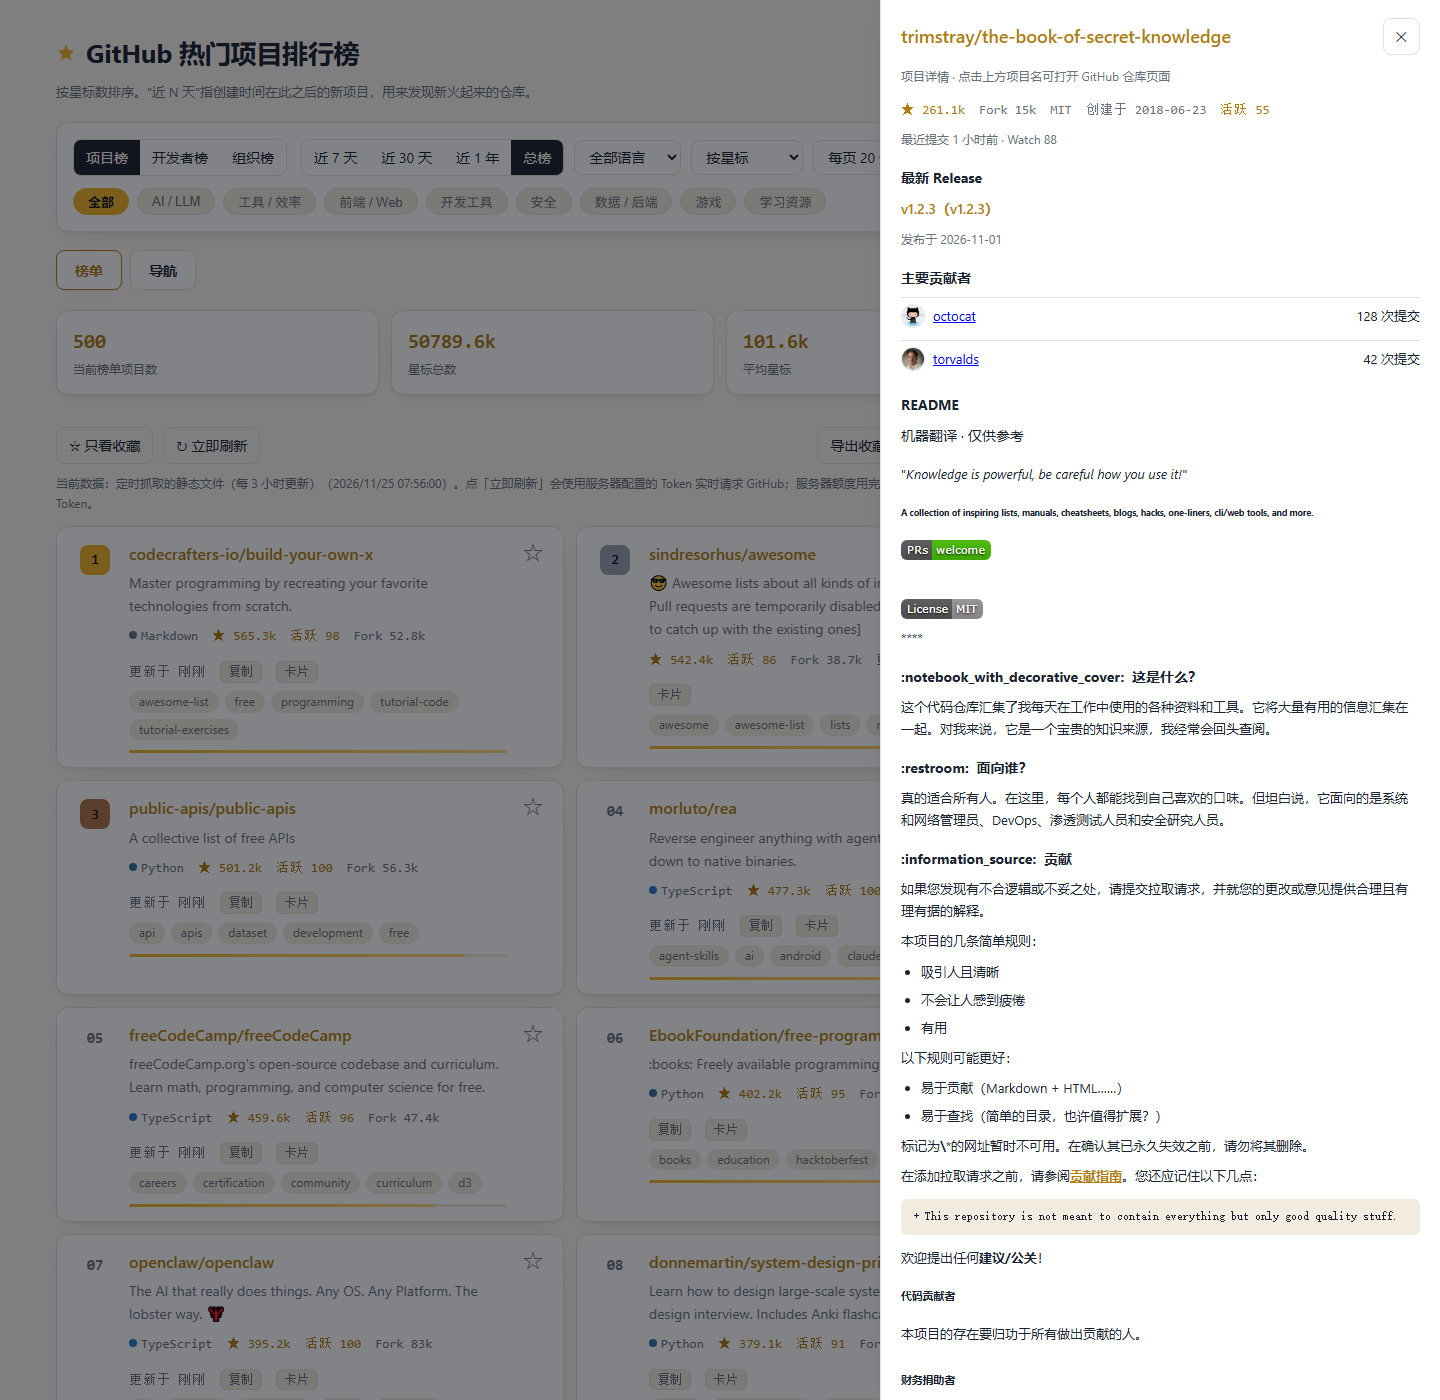 GitHub 热门项目排行榜
按星标数排序。"近 N 天"指创建时间在此之后的新项目，用来发现新火起来的仓库。
项目榜 开发者榜 组织榜 近 7 天 近 30 天 近 1 年 总榜 全部语言 按星标 每页 20
全部 AI / LLM 工具 / 效率 前端 / Web 开发工具 安全 数据 / 后端 游戏 学习资源
榜单 导航
500
当前榜单项目数
50789.6k
星标总数
101.6k
平均星标
☆ 只看收藏 ↻ 立即刷新 导出收藏
当前数据：定时抓取的静态文件（每 3 小时更新）（2026/11/25 07:56:00）。点「立即刷新」会使用服务器配置的 Token 实时请求 GitHub；服务器额度用完
Token。
1
codecrafters-io/build-your-own-x
Master programming by recreating your favorite
technologies from scratch.
Markdown ★ 565.3k 活跃 98 Fork 52.8k
更新于 刚刚 复制 卡片
awesome-list free programming tutorial-code
tutorial-exercises
2
sindresorhus/awesome
😎 Awesome lists about all kinds of in
Pull requests are temporarily disabled
to catch up with the existing ones]
★ 542.4k 活跃 86 Fork 38.7k
卡片
awesome awesome-list lists
3
public-apis/public-apis
A collective list of free APIs
Python ★ 501.2k 活跃 100 Fork 56.3k
更新于 刚刚 复制 卡片
api apis dataset development free
04
morluto/rea
Reverse engineer anything with agent
down to native binaries.
TypeScript ★ 477.3k 活跃 100
更新于 刚刚 复制 卡片
agent-skills ai android claude
05
freeCodeCamp/freeCodeCamp
freeCodeCamp.org's open-source codebase and curriculum.
Learn math, programming, and computer science for free.
TypeScript ★ 459.6k 活跃 96 Fork 47.4k
更新于 刚刚 复制 卡片
careers certification community curriculum d3
06
EbookFoundation/free-program
:books: Freely available programming
Python ★ 402.2k 活跃 95 For
复制 卡片
books education hacktoberfest
07
openclaw/openclaw
The AI that really does things. Any OS. Any Platform. The
lobster way. 🦞
TypeScript ★ 395.2k 活跃 100 Fork 83k
更新于 刚刚 复制 卡片
08
donnemartin/system-design-pri
Learn how to design large-scale syste
design interview. Includes Anki flashca
Python ★ 379.1k 活跃 91 For
复制 卡片
trimstray/the-book-of-secret-knowledge
项目详情 · 点击上方项目名可打开 GitHub 仓库页面
★ 261.1k Fork 15k MIT 创建于 2018-06-23 活跃 55
最近提交 1 小时前 · Watch 88
最新 Release
v1.2.3（v1.2.3）
发布于 2026-11-01
主要贡献者
octocat 128 次提交
torvalds 42 次提交
README
机器翻译 · 仅供参考
"Knowledge is powerful, be careful how you use it!"
A collection of inspiring lists, manuals, cheatsheets, blogs, hacks, one-liners, cli/web tools, and more.
PRs welcome
License MIT
****
:notebook_with_decorative_cover: 这是什么？
这个代码仓库汇集了我每天在工作中使用的各种资料和工具。它将大量有用的信息汇集在
一起。对我来说，它是一个宝贵的知识来源，我经常会回头查阅。
:restroom: 面向谁？
真的适合所有人。在这里，每个人都能找到自己喜欢的口味。但坦白说，它面向的是系统
和网络管理员、DevOps、渗透测试人员和安全研究人员。
:information_source: 贡献
如果您发现有不合逻辑或不妥之处，请提交拉取请求，并就您的更改或意见提供合理且有
理有据的解释。
本项目的几条简单规则：
• 吸引人且清晰
• 不会让人感到疲倦
• 有用
以下规则可能更好：
• 易于贡献（Markdown + HTML……）
• 易于查找（简单的目录，也许值得扩展？）
标记为\*的网址暂时不可用。在确认其已永久失效之前，请勿将其删除。
在添加拉取请求之前，请参阅贡献指南。您还应记住以下几点：
+ This repository is not meant to contain everything but only good quality stuff.
欢迎提出任何建议/公关！
代码贡献者
本项目的存在要归功于所有做出贡献的人。
财务捐助者